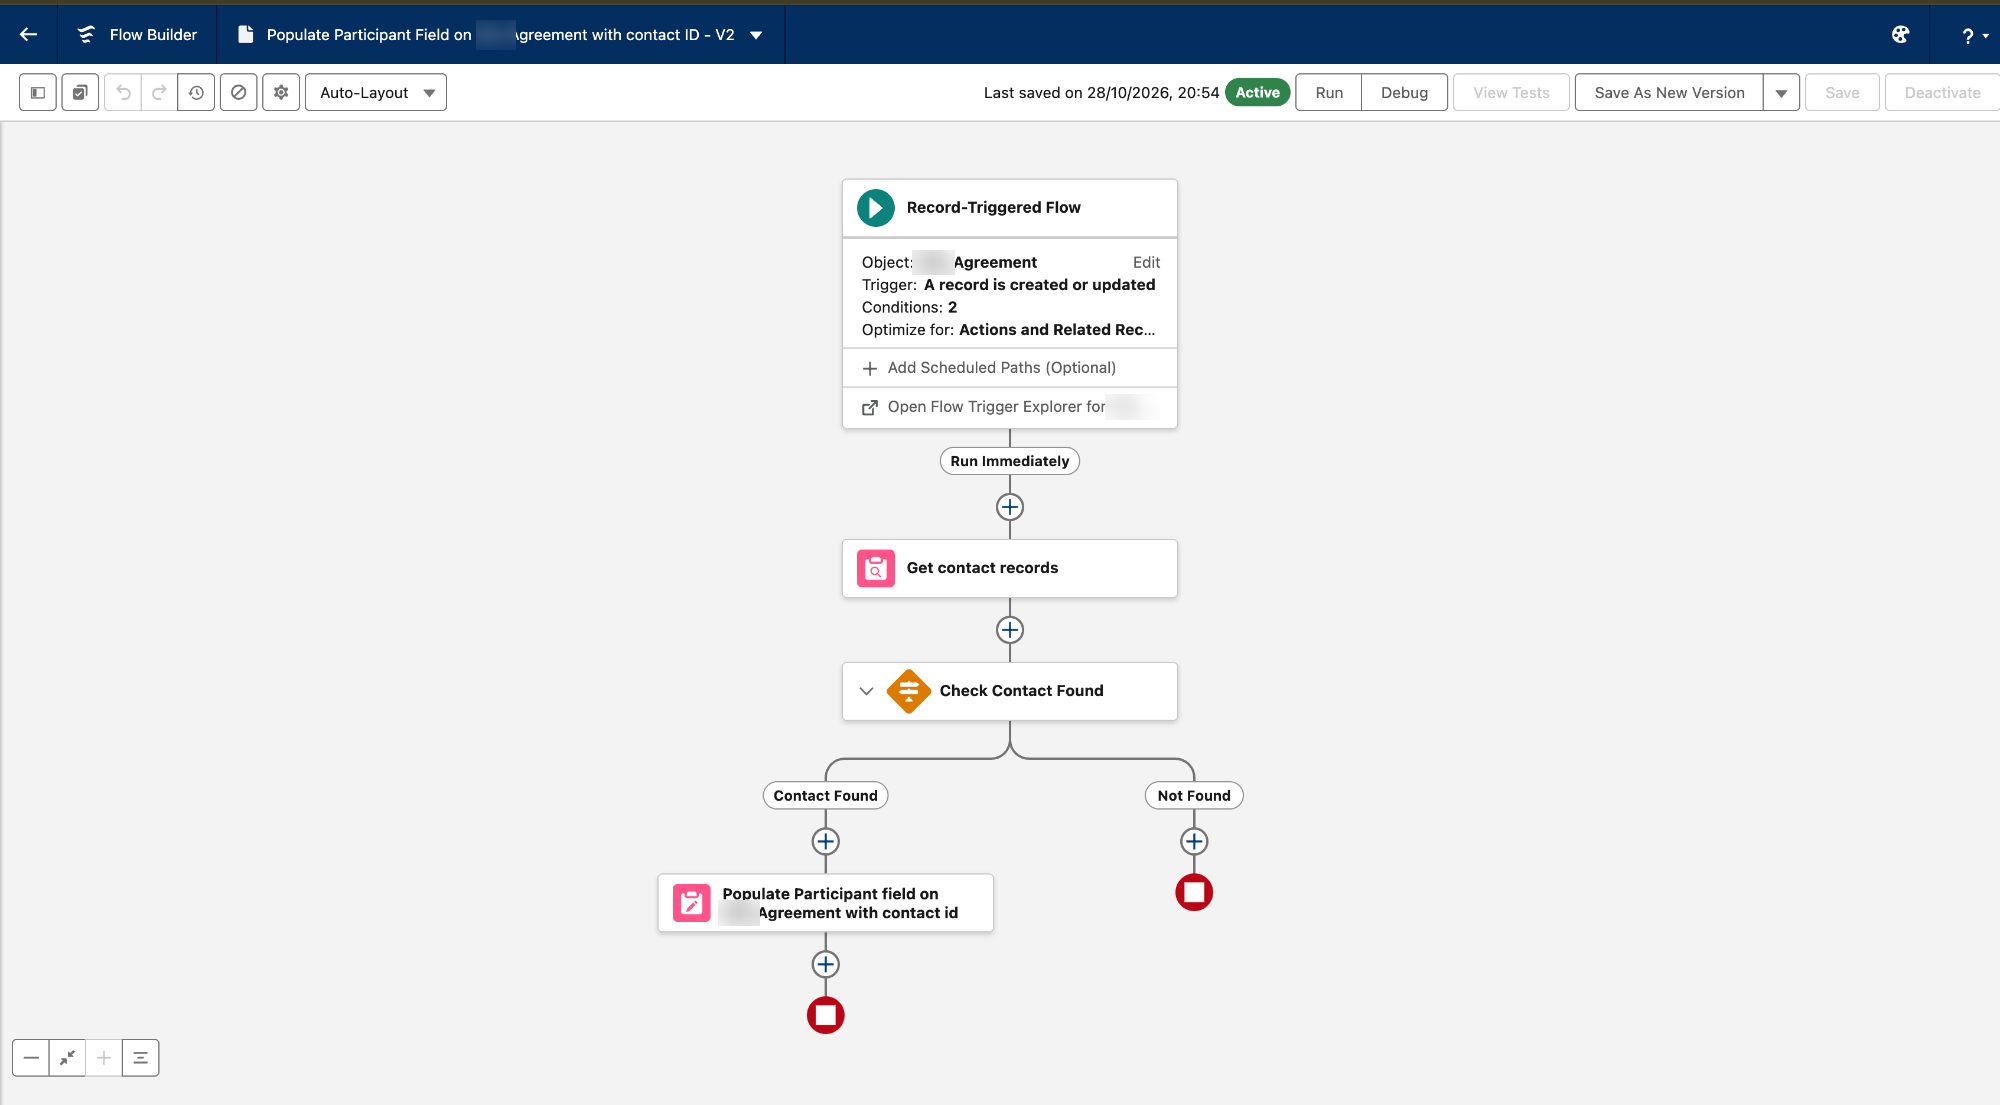 Flow Builder
Populate Participant Field on Agreement with contact ID - V2
?
Auto-Layout
Last saved on 28/10/2026, 20:54
Active
Run
Debug
View Tests
Save As New Version
Save
Deactivate
Record-Triggered Flow
Object: Agreement
Edit
Trigger: A record is created or updated
Conditions: 2
Optimize for: Actions and Related Rec...
Add Scheduled Paths (Optional)
Open Flow Trigger Explorer for
Run Immediately
Get contact records
Check Contact Found
Contact Found
Not Found
Populate Participant field on
Agreement with contact id